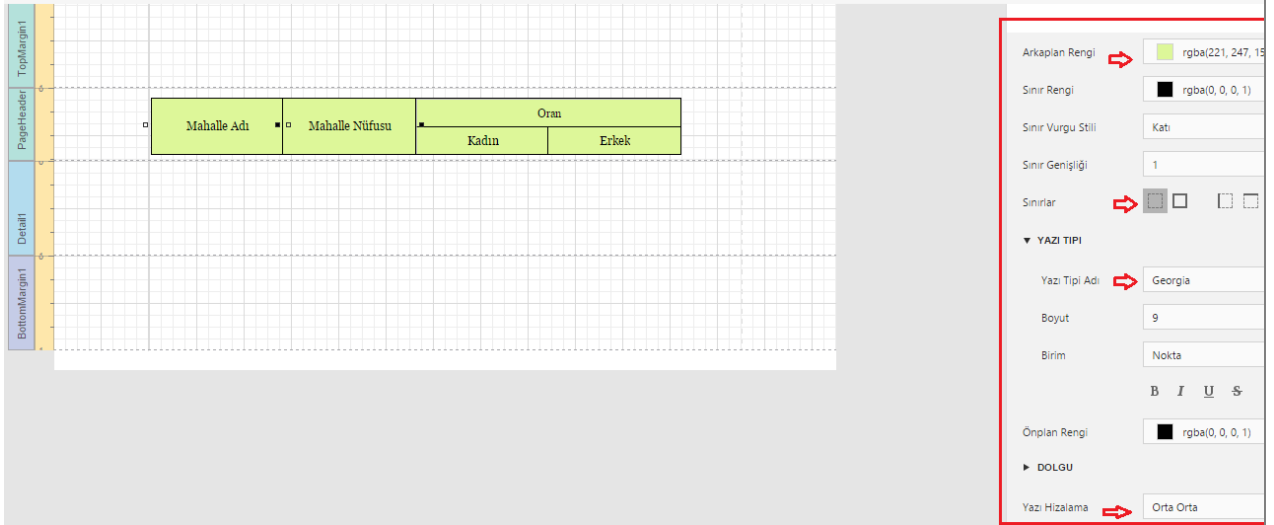 TopMargin1
PageHeader
Detail1
BottomMargin1
Mahalle Adı
Mahalle Nüfusu
Oran
Kadın
Erkek
Arkaplan Rengi
rgba(221, 247, 15
Sınır Rengi
rgba(0, 0, 0, 1)
Sınır Vurgu Stili
Katı
Sınır Genişliği
1
Sınırlar
YAZI TIPI
Yazı Tipi Adı
Georgia
Boyut
9
Birim
Nokta
B I U S
Önplan Rengi
rgba(0, 0, 0, 1)
DOLGU
Yazı Hizalama
Orta Orta